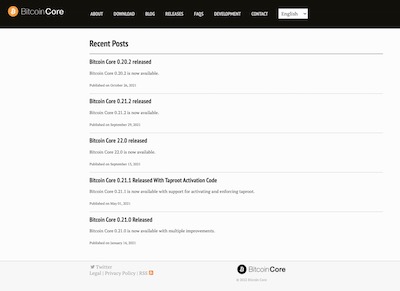 BitcoinCore
ABOUT DOWNLOAD BLOG RELEASES FAQS DEVELOPMENT CONTACT English
Recent Posts
Bitcoin Core 0.20.2 released
Bitcoin Core 0.20.2 is now available.
Published on October 26, 2021
Bitcoin Core 0.21.2 released
Bitcoin Core 0.21.2 is now available.
Published on September 29, 2021
Bitcoin Core 22.0 released
Bitcoin Core 22.0 is now available.
Published on September 13, 2021
Bitcoin Core 0.21.1 Released With Taproot Activation Code
Bitcoin Core 0.21.1 is now available with support for activating and enforcing taproot.
Published on May 01, 2021
Bitcoin Core 0.21.0 Released
Bitcoin Core 0.21.0 is now available with multiple improvements.
Published on January 14, 2021
Twitter
Legal | Privacy Policy | RSS
BitcoinCore
Bitcoin Core